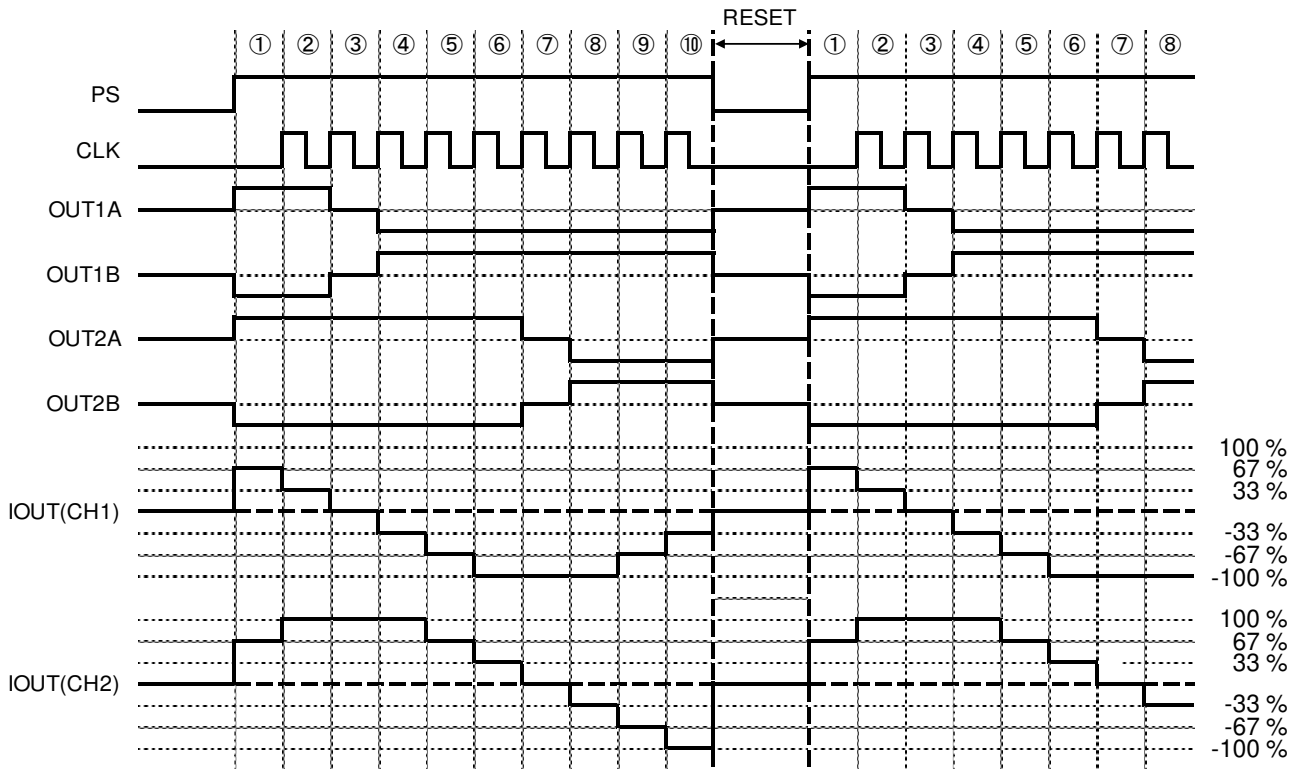 RESET
① ② ③ ④ ⑤ ⑥ ⑦ ⑧ ⑨ ⑩ ① ② ③ ④ ⑤ ⑥ ⑦ ⑧
PS
CLK
OUT1A
OUT1B
OUT2A
OUT2B
100 %
67 %
33 %
IOUT(CH1)
-33 %
-67 %
-100 %
100 %
67 %
33 %
IOUT(CH2)
-33 %
-67 %
-100 %